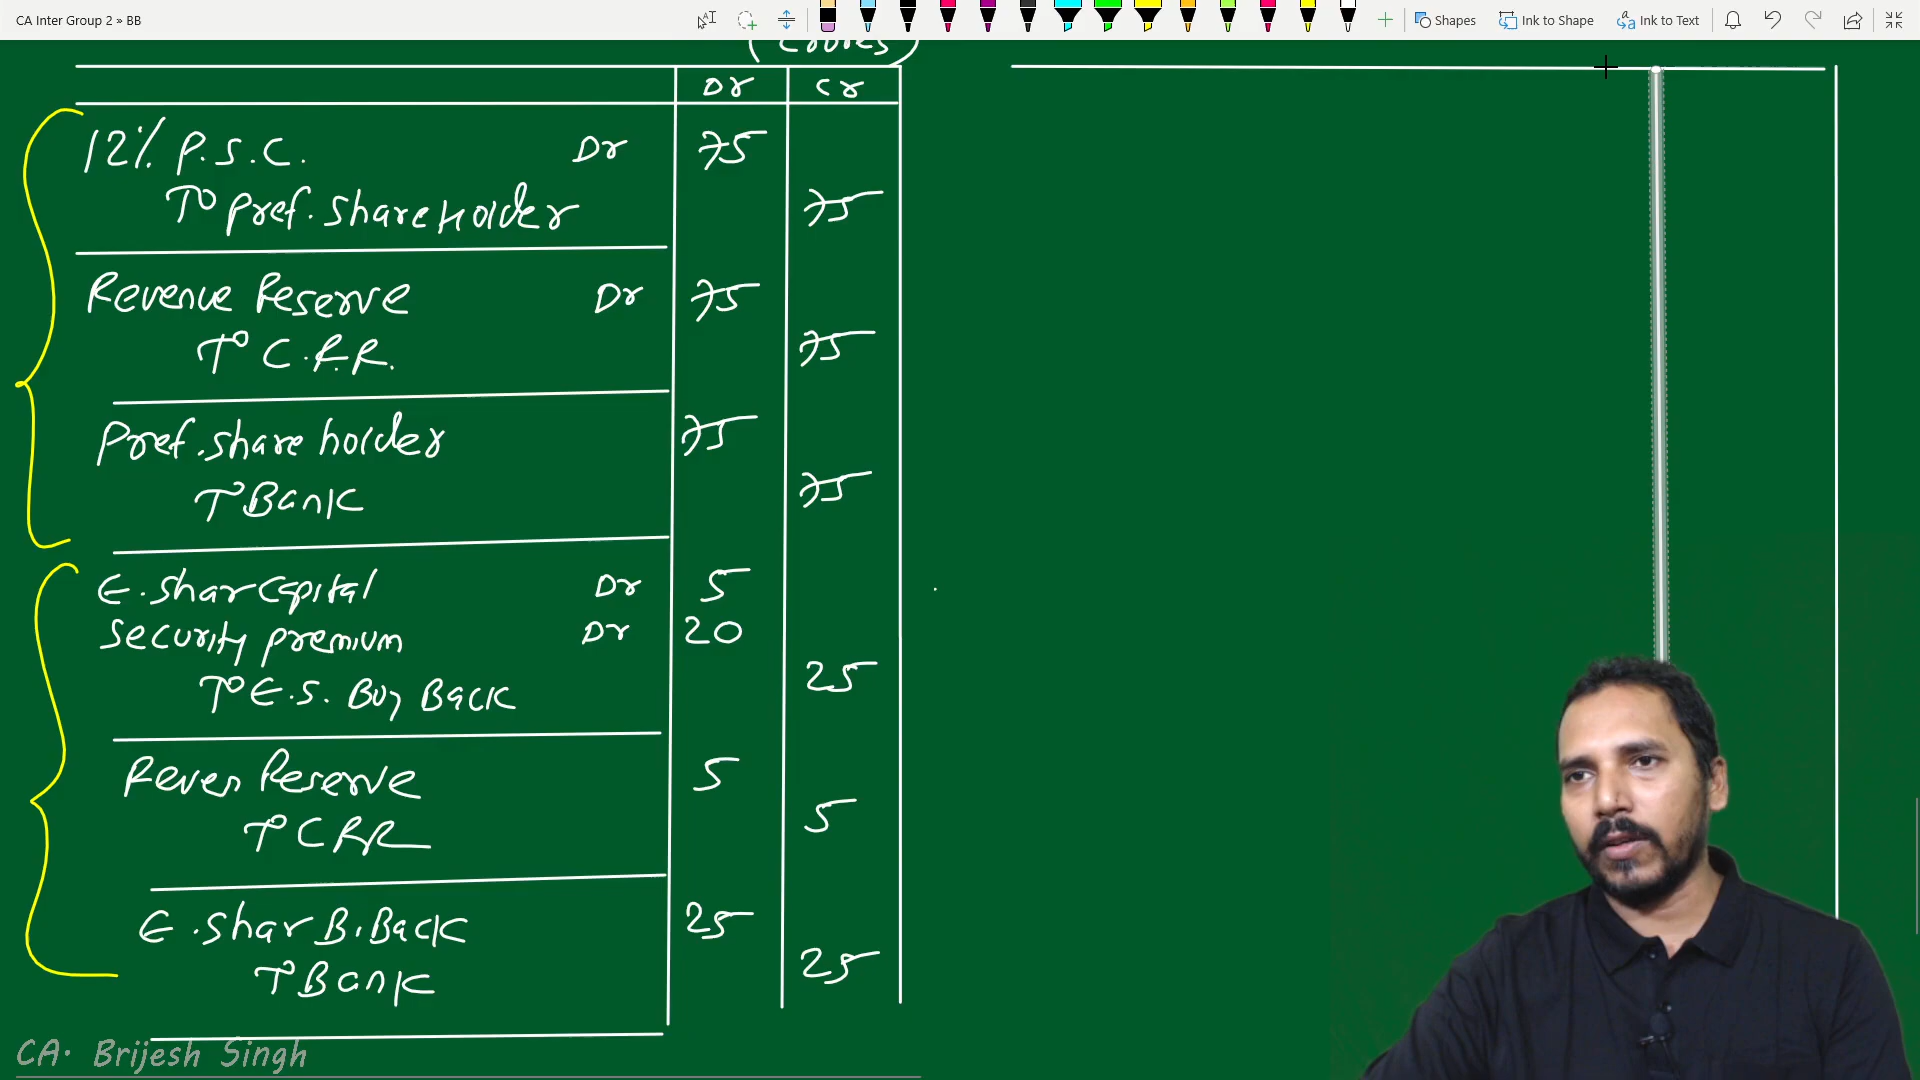 CA Inter Group 2 » BB
Shapes
Ink to Shape
Ink to Text
(Crores)
Dr Cr
12% P.S.C. Dr 75
To Pref. Shareholder 75
Revenue Reserve Dr 75
To C.R.R. 75
Pref. share holder 75
To Bank 75
E. Shar Capital Dr 5
Security premium Dr 20
To E.S. Buy Back 25
Reven Reserve 5
To CRR 5
E. Shar B. Back 25
To Bank 25
CA. Brijesh Singh